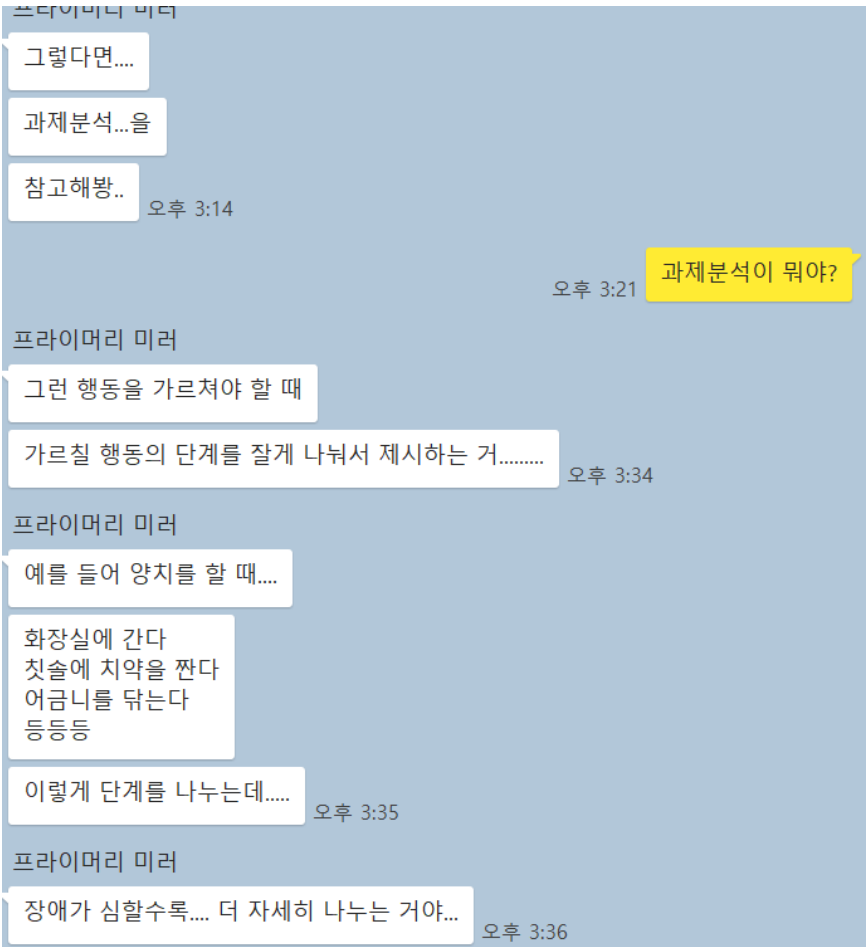 프라이머리 미러
그렇다면....
과제분석...을
참고해봥..
오후 3:14
과제분석이 뭐야?
오후 3:21
프라이머리 미러
그런 행동을 가르쳐야 할 때
가르칠 행동의 단계를 잘게 나눠서 제시하는 거.........
오후 3:34
프라이머리 미러
예를 들어 양치를 할 때....
화장실에 간다
칫솔에 치약을 짠다
어금니를 닦는다
등등등
이렇게 단계를 나누는데.....
오후 3:35
프라이머리 미러
장애가 심할수록.... 더 자세히 나누는 거야...
오후 3:36